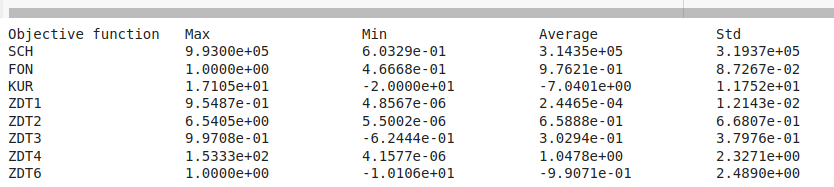 Objective function Max Min Average Std
SCH 9.9300e+05 6.0329e-01 3.1435e+05 3.1937e+05
FON 1.0000e+00 4.6668e-01 9.7621e-01 8.7267e-02
KUR 1.7105e+01 -2.0000e+01 -7.0401e+00 1.1752e+01
ZDT1 9.5487e-01 4.8567e-06 2.4465e-04 1.2143e-02
ZDT2 6.5405e+00 5.5002e-06 6.5888e-01 6.6807e-01
ZDT3 9.9708e-01 -6.2444e-01 3.0294e-01 3.7976e-01
ZDT4 1.5333e+02 4.1577e-06 1.0478e+00 2.3271e+00
ZDT6 1.0000e+00 -1.0106e+01 -9.9071e-01 2.4890e+00